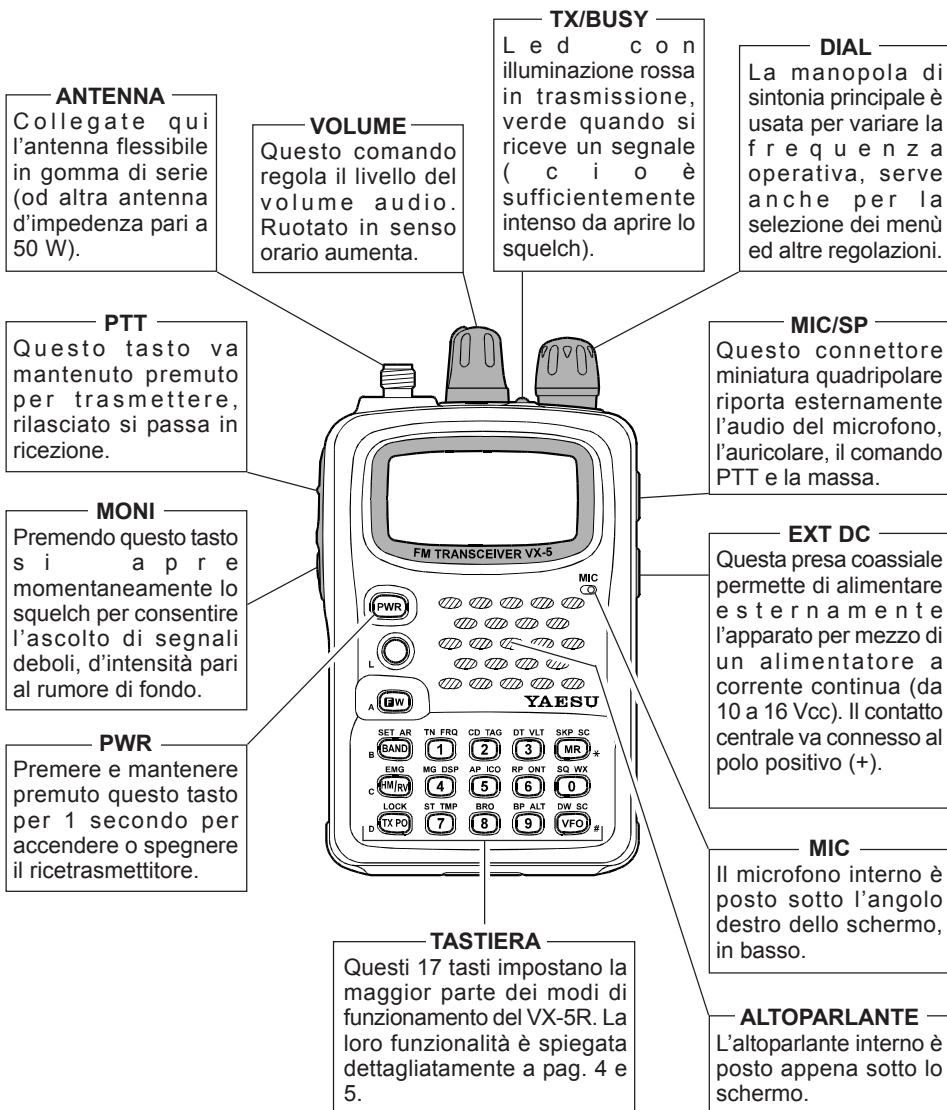 TX/BUSY
Led con
illuminazione rossa
in trasmissione,
verde quando si
riceve un segnale
(cioè
sufficientemente
intenso da aprire lo
squelch).
DIAL
La manopola di
sintonia principale è
usata per variare la
frequenza
operativa, serve
anche per la
selezione dei menù
ed altre regolazioni.
ANTENNA
Collegate qui
l'antenna flessibile
in gomma di serie
(od altra antenna
d'impedenza pari a
50 W).
VOLUME
Questo comando
regola il livello del
volume audio.
Ruotato in senso
orario aumenta.
PTT
Questo tasto va
mantenuto premuto
per trasmettere,
rilasciato si passa in
ricezione.
MIC/SP
Questo connettore
miniatura quadripolare
riporta esternamente
l'audio del microfono,
l'auricolare, il comando
PTT e la massa.
MONI
Premendo questo tasto
si apre
momentaneamente lo
squelch per consentire
l'ascolto di segnali
deboli, d'intensità pari
al rumore di fondo.
EXT DC
Questa presa coassiale
permette di alimentare
esternamente
l'apparato per mezzo di
un alimentatore a
corrente continua (da
10 a 16 Vcc). Il contatto
centrale va connesso al
polo positivo (+).
PWR
Premere e mantenere
premuto questo tasto
per 1 secondo per
accendere o spegnere
il ricetrasmettitore.
FM TRANSCEIVER VX-5
MIC
PWR
L
YAESU
A F W
SET AR TN FRQ CD TAG DT VLT SKP SC
B BAND 1 2 3 MR *
EMG MG DSP AP ICO RP ONT SQ WX
C HM/RV 4 5 6 0
LOCK ST TMP BRO BP ALT DW SC
D TX PO 7 8 9 VFO #
MIC
Il microfono interno è
posto sotto l'angolo
destro dello schermo,
in basso.
TASTIERA
Questi 17 tasti impostano la
maggior parte dei modi di
funzionamento del VX-5R. La
loro funzionalità è spiegata
dettagliatamente a pag. 4 e
5.
ALTOPARLANTE
L'altoparlante interno è
posto appena sotto lo
schermo.